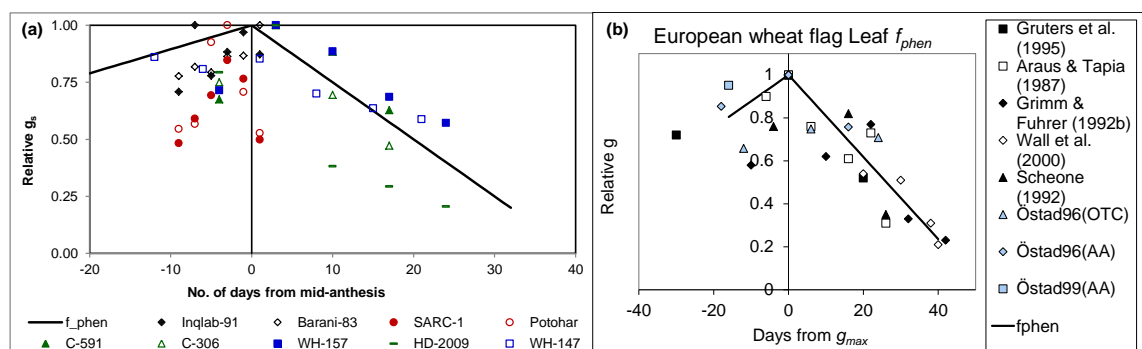 (a)
Relative gs
1.00
0.75
0.50
0.25
0.00
-20
-10
0
10
20
30
40
No. of days from mid-anthesis
f_phen
Inqlab-91
Barani-83
SARC-1
Potohar
C-591
C-306
WH-157
HD-2009
WH-147
(b)
European wheat flag Leaf fphen
Relative g
1
0.8
0.6
0.4
0.2
0
-40
-20
0
20
40
Days from gmax
Gruters et al.
(1995)
Araus & Tapia
(1987)
Grimm &
Fuhrer (1992b)
Wall et al.
(2000)
Scheone
(1992)
Östad96(OTC)
Östad96(AA)
Östad99(AA)
fphen